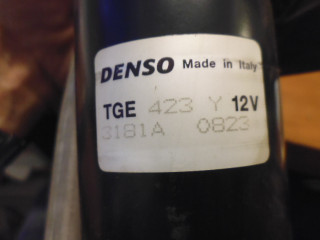 DENSO Made in Italy
TGE 423 Y 12V
3181A 0823